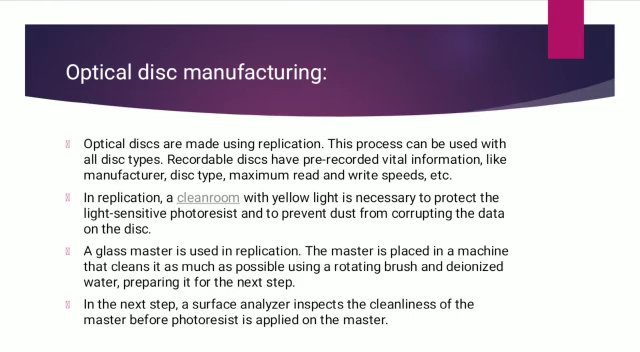 Optical disc manufacturing:
Optical discs are made using replication. This process can be used with
all disc types. Recordable discs have pre-recorded vital information, like
manufacturer, disc type, maximum read and write speeds, etc.
In replication, a cleanroom with yellow light is necessary to protect the
light-sensitive photoresist and to prevent dust from corrupting the data
on the disc.
A glass master is used in replication. The master is placed in a machine
that cleans it as much as possible using a rotating brush and deionized
water, preparing it for the next step.
In the next step, a surface analyzer inspects the cleanliness of the
master before photoresist is applied on the master.